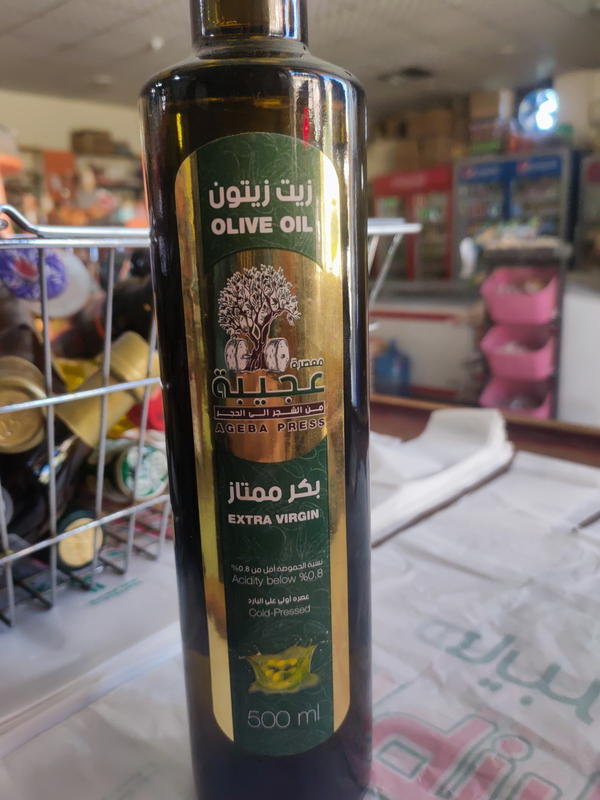 زيت زيتون
OLIVE OIL
معصرة
عجيبة
من الشجر الى الحجر
AGEBA PRESS
بكر ممتاز
EXTRA VIRGIN
نسبة الحموضة أقل من 0.8%
Acidity below %0.8
عصره أولى على البارد
Cold-Pressed
500 ml